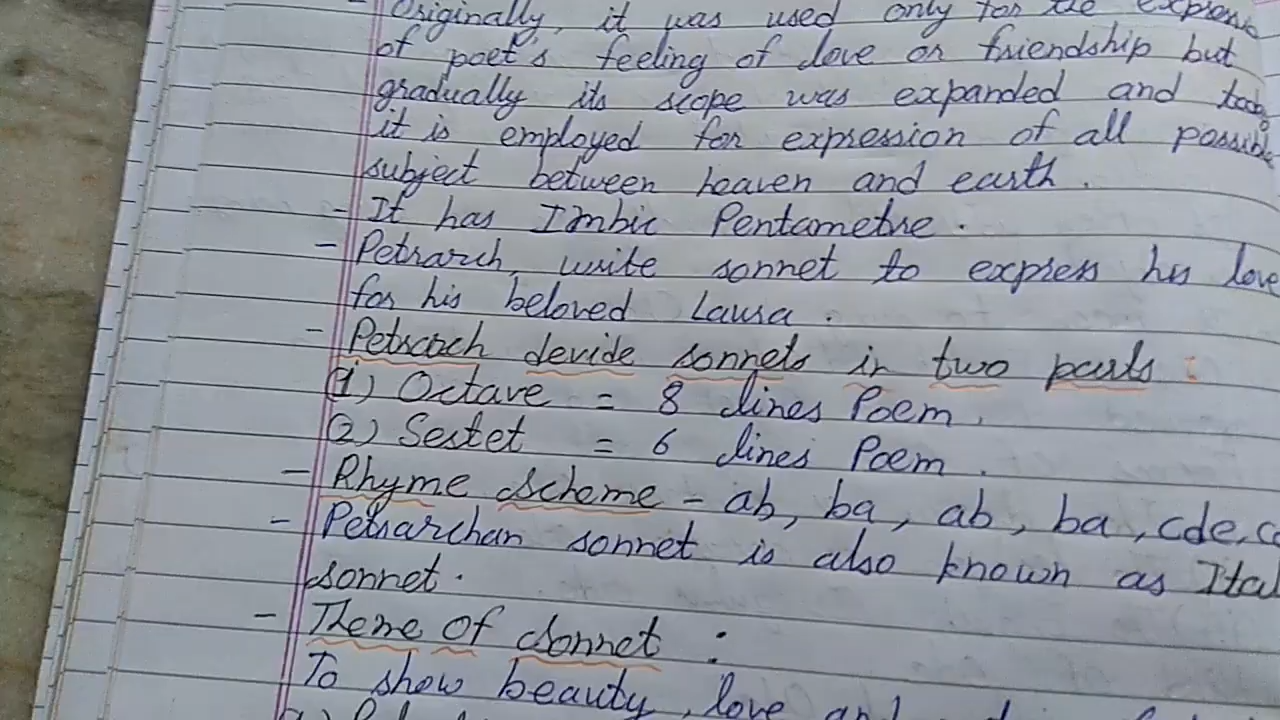 - Originally, it was used only for the
of poet's feeling of love or friendship but
gradually its scope was expanded and today
it is employed for expression of all possible
subject between heaven and earth.
- It has Imbic Pentametre.
- Petrarch, write sonnet to express his love
for his beloved Laura.
- Petrarch devide sonnets in two parts :
(1) Octave = 8 lines Poem.
(2) Sestet = 6 lines Poem.
- Rhyme scheme - ab, ba, ab, ba, cde, c
- Petrarchan sonnet is also known as Ital
sonnet.
- Theme of Sonnet :
To show beauty, love and